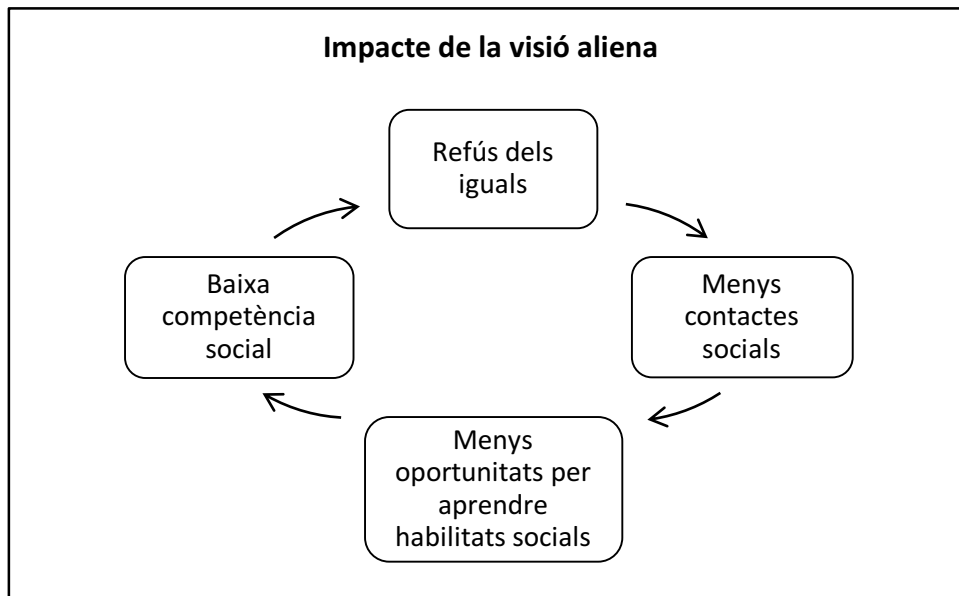 Impacte de la visió aliena
Refús dels
iguals
Menys
contactes
socials
Menys
oportunitats per
aprendre
habilitats socials
Baixa
competència
social